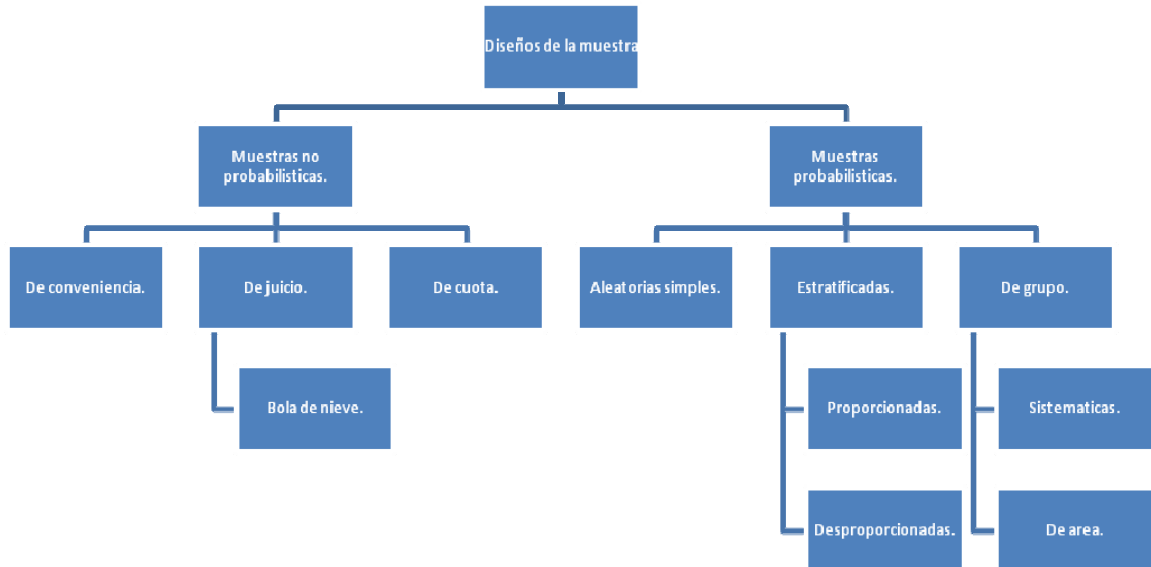 Diseños de la muestra
Muestras no
probabilisticas.
Muestras
probabilisticas.
De conveniencia.
De juicio.
De cuota.
Aleatorias simples.
Estratificadas.
De grupo.
Bola de nieve.
Proporcionadas.
Sistematicas.
Desproporcionadas.
De area.